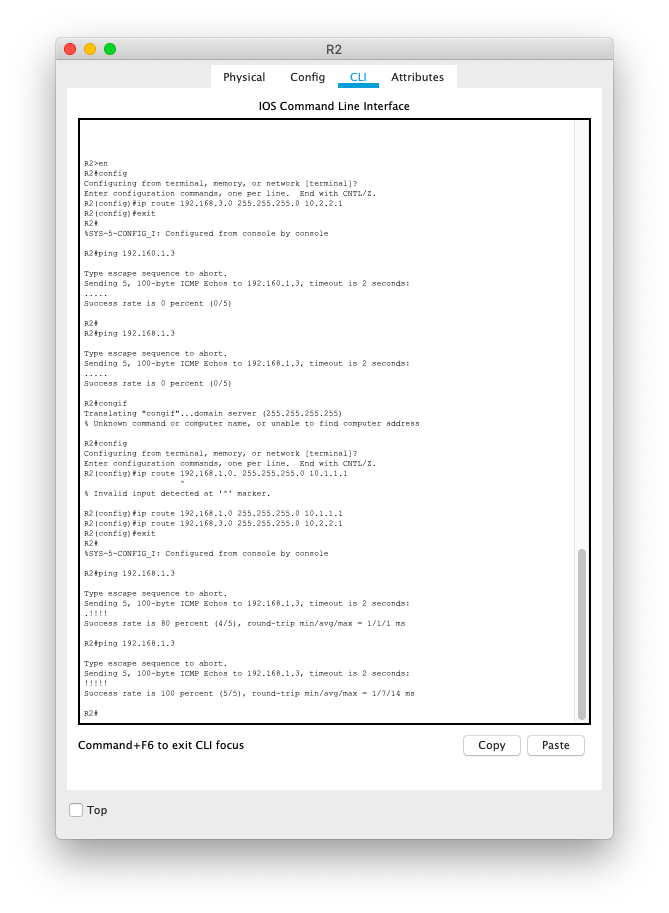 R2
Physical Config CLI Attributes
IOS Command Line Interface
R2>en
R2#config
Configuring from terminal, memory, or network [terminal]?
Enter configuration commands, one per line.  End with CNTL/Z.
R2(config)#ip route 192.168.3.0 255.255.255.0 10.2.2.1
R2(config)#exit
R2#
%SYS-5-CONFIG_I: Configured from console by console
R2#ping 192.160.1.3
Type escape sequence to abort.
Sending 5, 100-byte ICMP Echos to 192.160.1.3, timeout is 2 seconds:
.....
Success rate is 0 percent (0/5)
R2#
R2#ping 192.168.1.3
Type escape sequence to abort.
Sending 5, 100-byte ICMP Echos to 192.168.1.3, timeout is 2 seconds:
.....
Success rate is 0 percent (0/5)
R2#congif
Translating "congif"...domain server (255.255.255.255)
% Unknown command or computer name, or unable to find computer address
R2#config
Configuring from terminal, memory, or network [terminal]?
Enter configuration commands, one per line.  End with CNTL/Z.
R2(config)#ip route 192.168.1.0. 255.255.255.0 10.1.1.1
^
% Invalid input detected at '^' marker.
R2(config)#ip route 192.168.1.0 255.255.255.0 10.1.1.1
R2(config)#ip route 192.168.3.0 255.255.255.0 10.2.2.1
R2(config)#exit
R2#
%SYS-5-CONFIG_I: Configured from console by console
R2#ping 192.168.1.3
Type escape sequence to abort.
Sending 5, 100-byte ICMP Echos to 192.168.1.3, timeout is 2 seconds:
.!!!!
Success rate is 80 percent (4/5), round-trip min/avg/max = 1/1/1 ms
R2#ping 192.168.1.3
Type escape sequence to abort.
Sending 5, 100-byte ICMP Echos to 192.168.1.3, timeout is 2 seconds:
!!!!!
Success rate is 100 percent (5/5), round-trip min/avg/max = 1/7/14 ms
R2#
Command+F6 to exit CLI focus
Copy Paste
Top